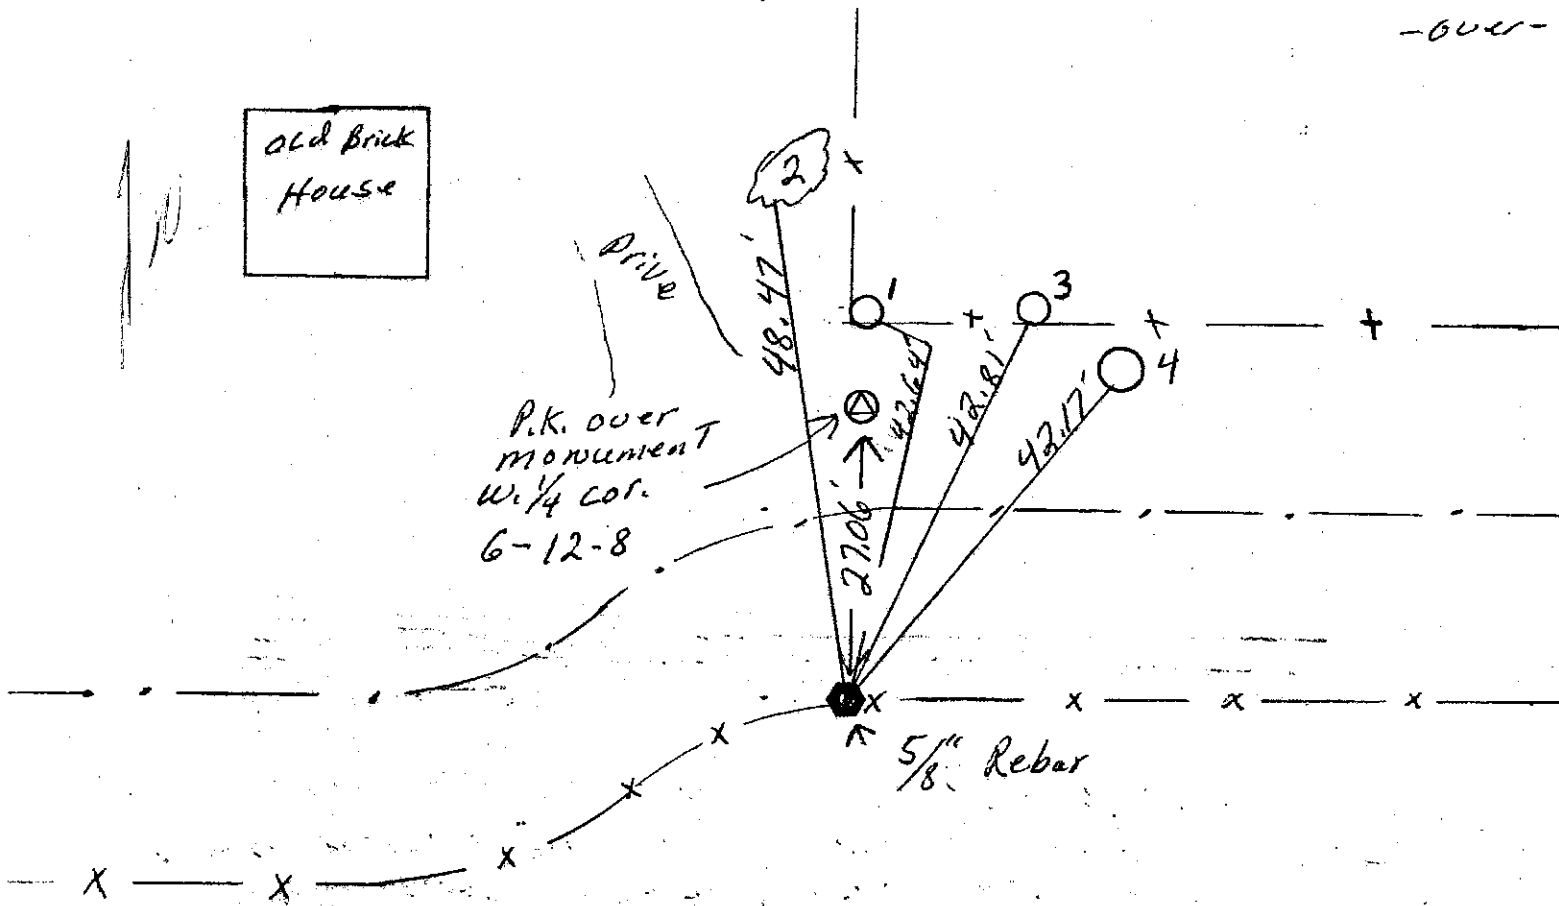 -over-
Old Brick
House
N
2
Drive
48.47'
1
3
4
42.64'
42.81'
42.17'
P.K. over
monument
W. 1/4 cor.
6-12-8
27.06'
5/8" Rebar